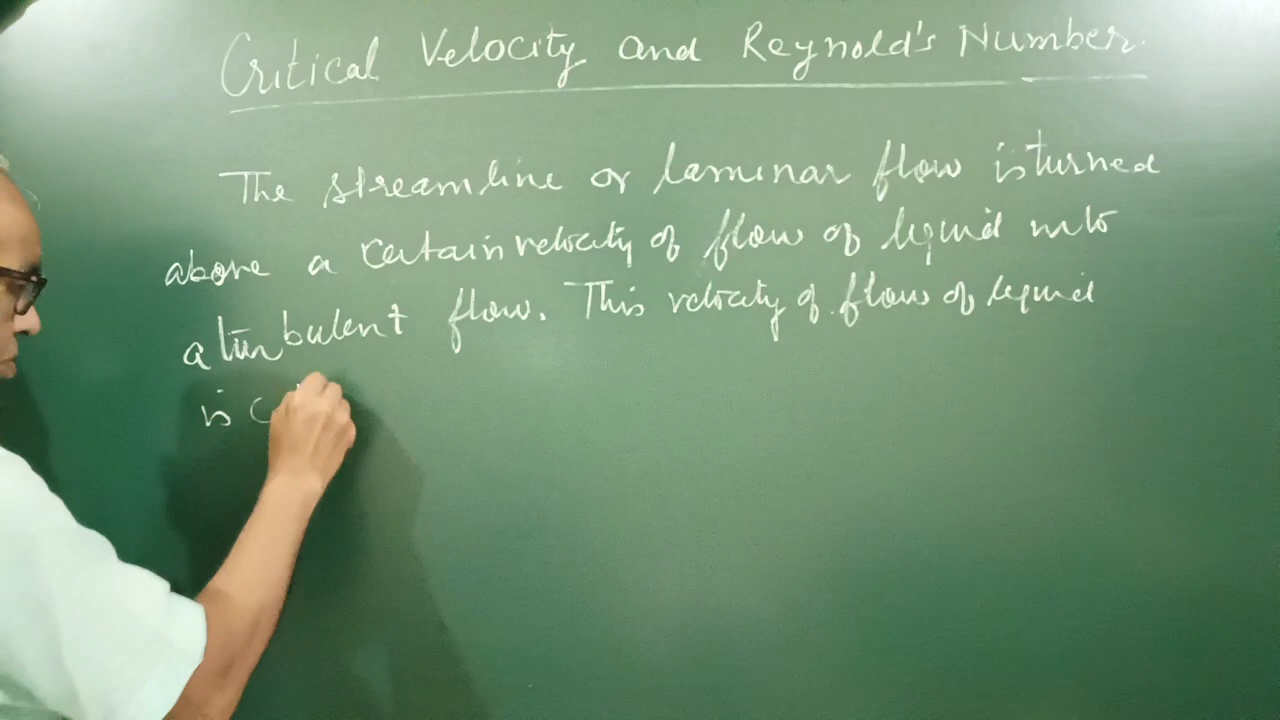 Critical Velocity and Reynold's Number.
The streamline or laminar flow is turned
above a certain velocity of flow of liquid into
a turbulent flow. This velocity of flow of liquid
is c